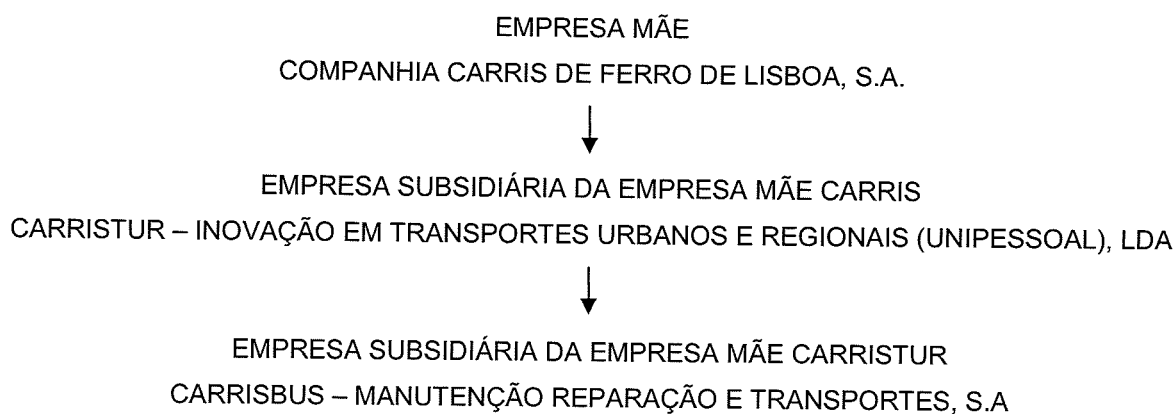 EMPRESA MÃE
COMPANHIA CARRIS DE FERRO DE LISBOA, S.A.
EMPRESA SUBSIDIÁRIA DA EMPRESA MÃE CARRIS
CARRISTUR – INOVAÇÃO EM TRANSPORTES URBANOS E REGIONAIS (UNIPESSOAL), LDA
EMPRESA SUBSIDIÁRIA DA EMPRESA MÃE CARRISTUR
CARRISBUS – MANUTENÇÃO REPARAÇÃO E TRANSPORTES, S.A